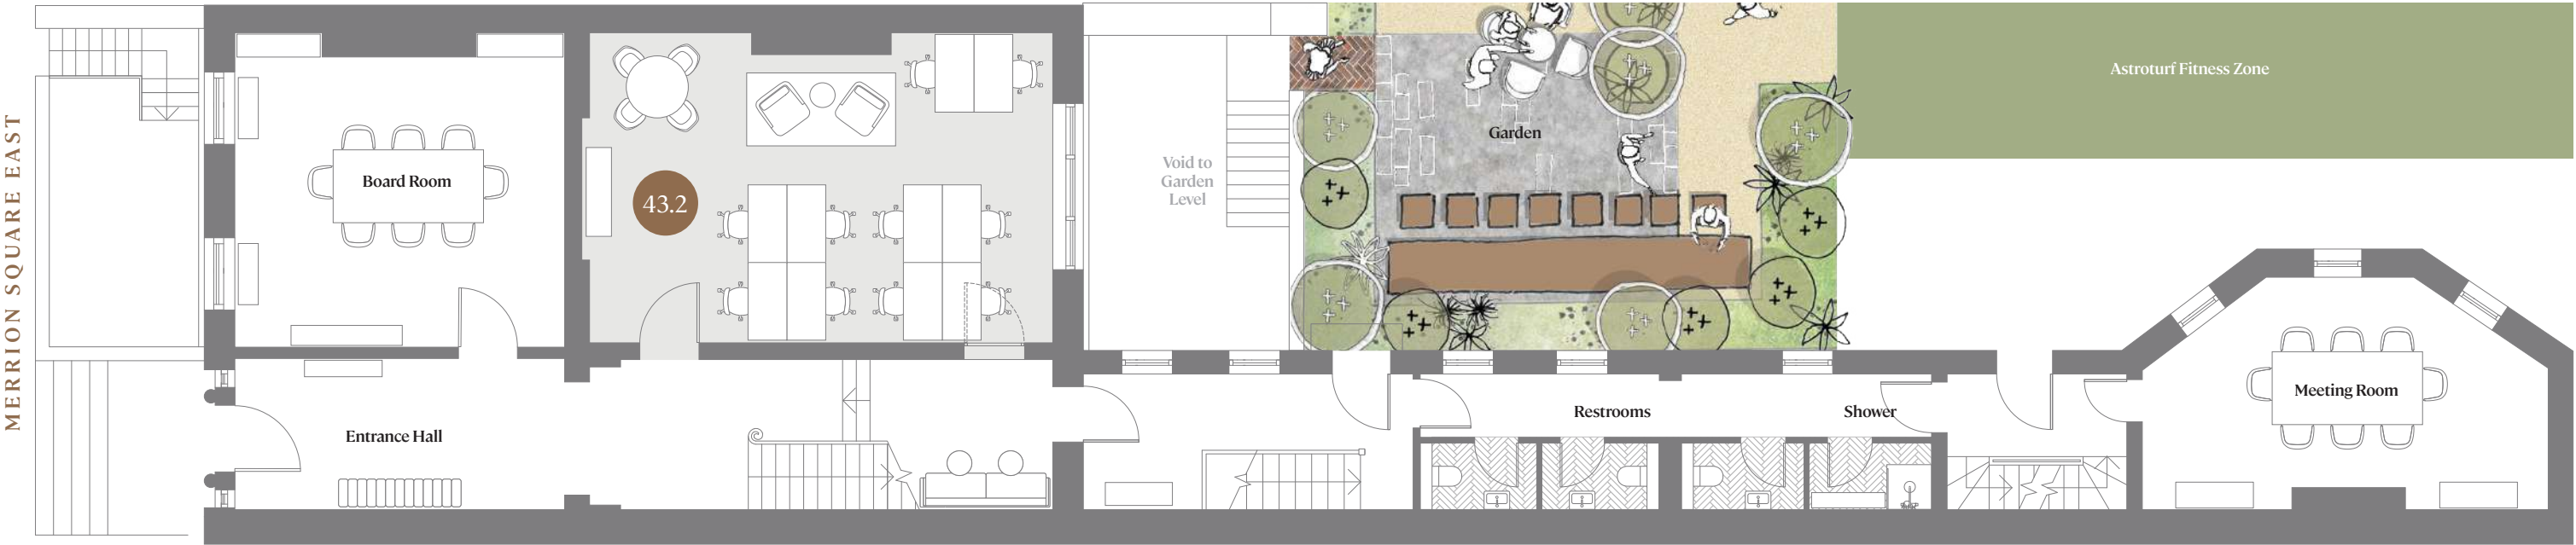 MERRION SQUARE EAST
Board Room
43.2
Entrance Hall
Void to
Garden
Level
Garden
Astroturf Fitness Zone
Restrooms
Shower
Meeting Room